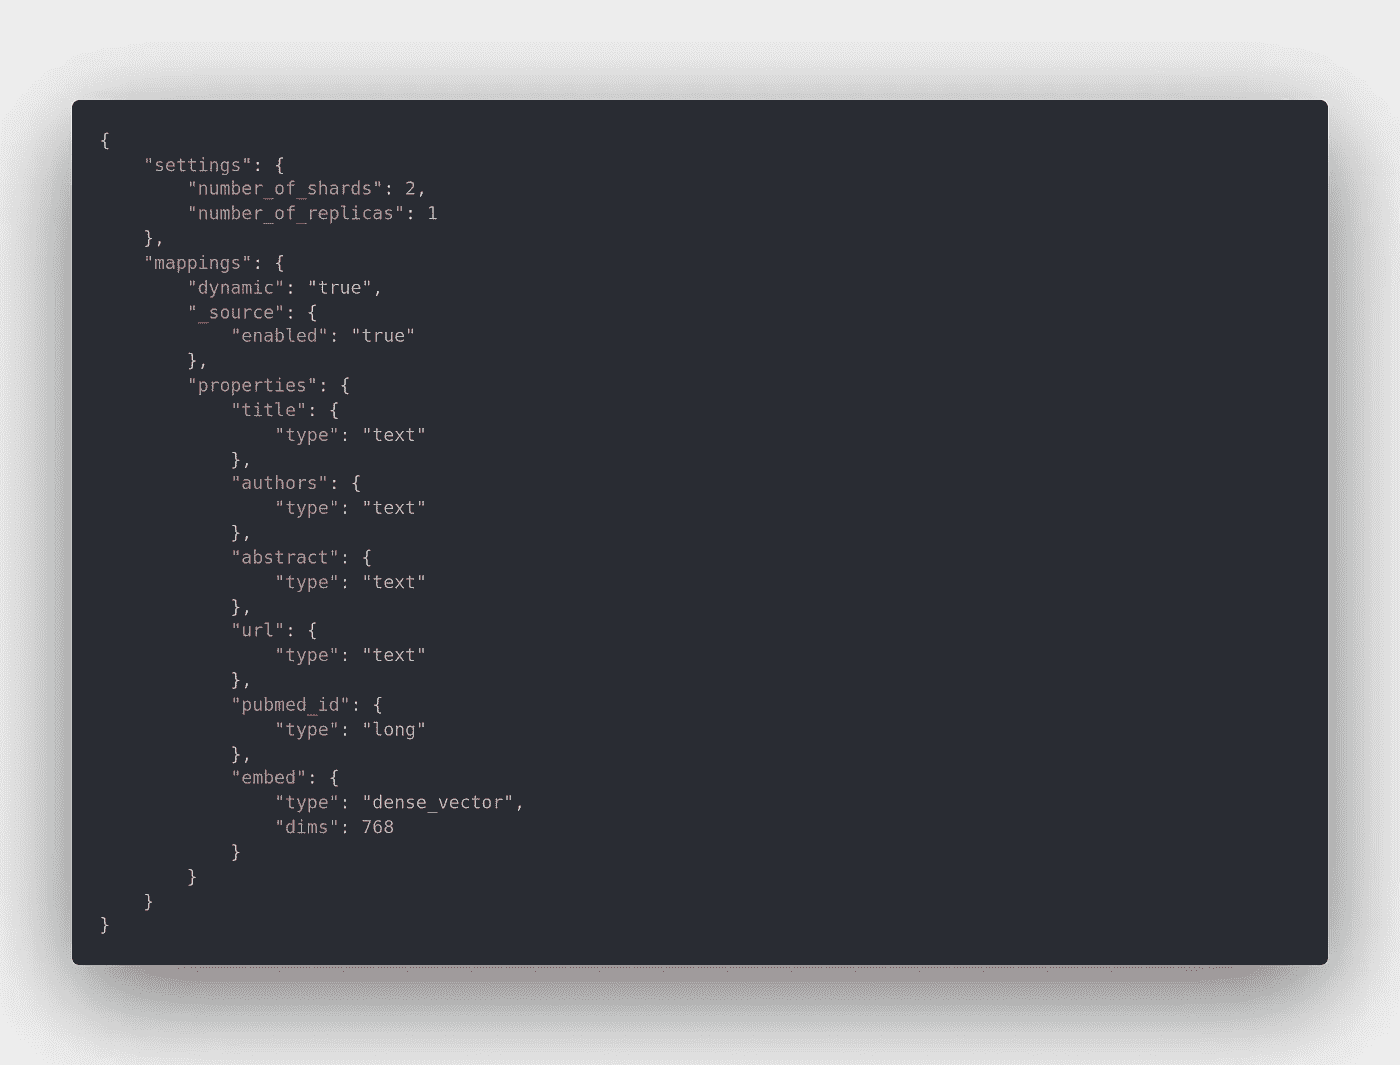 {
    "settings": {
        "number_of_shards": 2,
        "number_of_replicas": 1
    },
    "mappings": {
        "dynamic": "true",
        "_source": {
            "enabled": "true"
        },
        "properties": {
            "title": {
                "type": "text"
            },
            "authors": {
                "type": "text"
            },
            "abstract": {
                "type": "text"
            },
            "url": {
                "type": "text"
            },
            "pubmed_id": {
                "type": "long"
            },
            "embed": {
                "type": "dense_vector",
                "dims": 768
            }
        }
    }
}